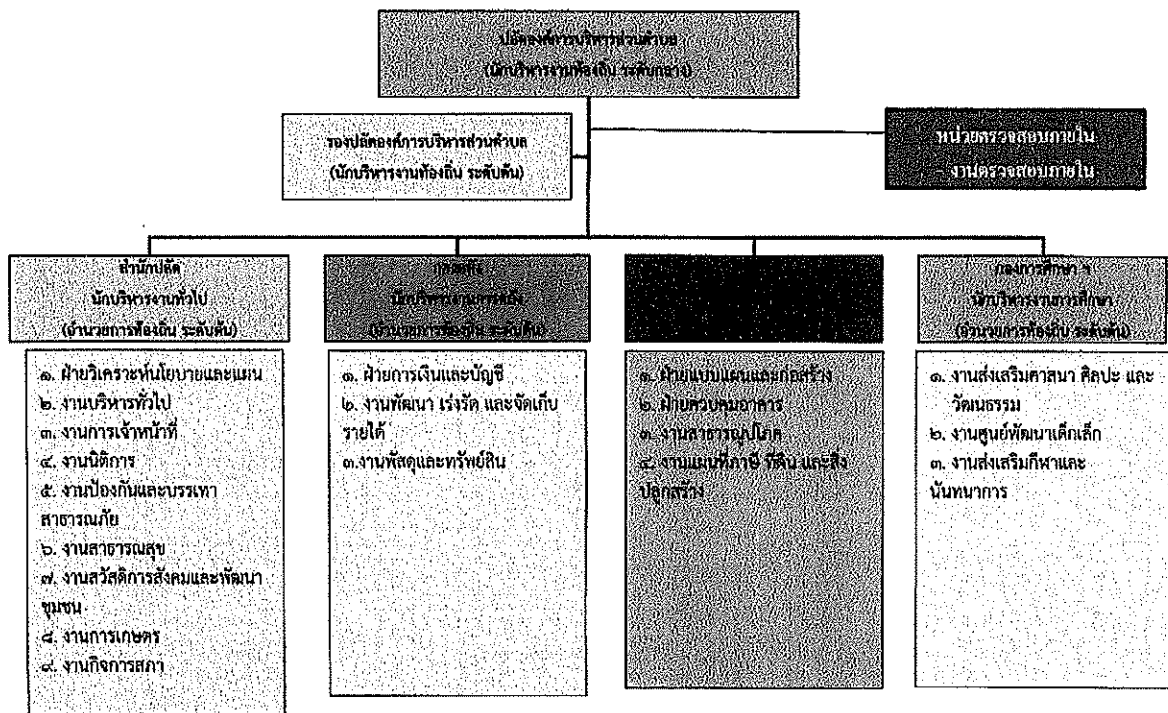 ปลัดองค์การบริหารส่วนตำบล
(นักบริหารงานท้องถิ่น ระดับกลาง)
รองปลัดองค์การบริหารส่วนตำบล
(นักบริหารงานท้องถิ่น ระดับต้น)
หน่วยตรวจสอบภายใน
- งานตรวจสอบภายใน
สำนักปลัด
นักบริหารงานทั่วไป
(อำนวยการท้องถิ่น ระดับต้น)
๑. ฝ่ายวิเคราะห์นโยบายและแผน
๒. งานบริหารทั่วไป
๓. งานการเจ้าหน้าที่
๔. งานนิติการ
๕. งานป้องกันและบรรเทา
สาธารณภัย
๖. งานสาธารณสุข
๗. งานสวัสดิการสังคมและพัฒนา
ชุมชน
๘. งานการเกษตร
๙. งานกิจการสภา
กองคลัง
นักบริหารงานการคลัง
(อำนวยการท้องถิ่น ระดับต้น)
๑. ฝ่ายการเงินและบัญชี
๒. งานพัฒนา เร่งรัด และจัดเก็บ
รายได้
๓.งานพัสดุและทรัพย์สิน
๑. ฝ่ายแบบแผนและก่อสร้าง
๒. ฝ่ายควบคุมอาคาร
๓. งานสาธารณูปโภค
๔. งานแผนที่ภาษี ที่ดิน และสิ่ง
ปลูกสร้าง
กองการศึกษา ฯ
นักบริหารงานการศึกษา
(อำนวยการท้องถิ่น ระดับต้น)
๑. งานส่งเสริมศาสนา ศิลปะ และ
วัฒนธรรม
๒. งานศูนย์พัฒนาเด็กเล็ก
๓. งานส่งเสริมกีฬาและ
นันทนาการ